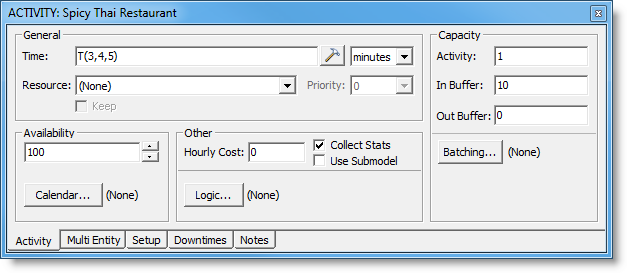 ACTIVITY: Spicy Thai Restaurant
General
Time: T(3,4,5) minutes
Resource: (None) Priority: 0
Keep
Capacity
Activity: 1
In Buffer: 10
Out Buffer: 0
Batching... (None)
Availability
100
Calendar... (None)
Other
Hourly Cost: 0 Collect Stats
Use Submodel
Logic... (None)
Activity Multi Entity Setup Downtimes Notes